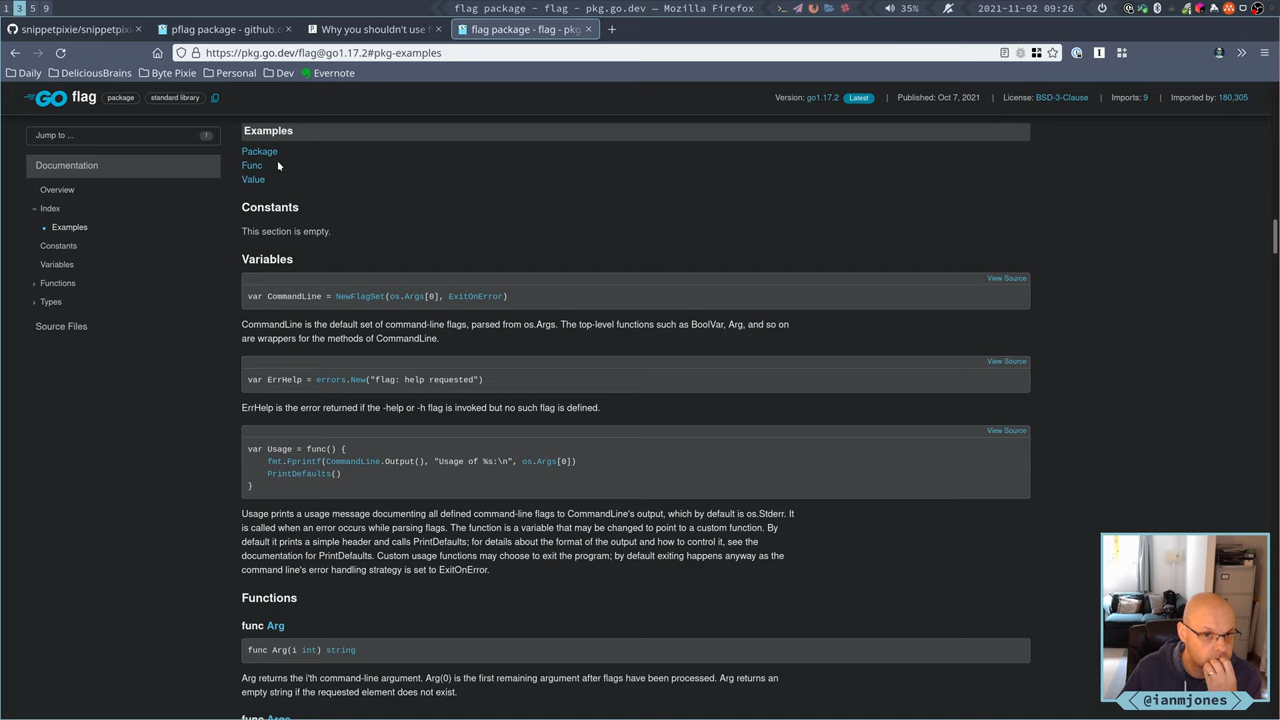 1 3 5 9
flag package - flag - pkg.go.dev — Mozilla Firefox
35%
2021-11-02 09:26
snippetpixie/snippetpixi
pflag package - github.c
Why you shouldn't use f
flag package - flag - pkg
https://pkg.go.dev/flag@go1.17.2#pkg-examples
Daily DeliciousBrains Byte Pixie Personal Dev Evernote
GO flag package standard library
Version: go1.17.2 Latest Published: Oct 7, 2021 License: BSD-3-Clause Imports: 9 Imported by: 180,305
Jump to ... f
Documentation
Overview
Index
Examples
Constants
Variables
Functions
Types
Source Files
Examples
Package
Func
Value
Constants
This section is empty.
Variables
View Source
var CommandLine = NewFlagSet(os.Args[0], ExitOnError)
CommandLine is the default set of command-line flags, parsed from os.Args. The top-level functions such as BoolVar, Arg, and so on
are wrappers for the methods of CommandLine.
View Source
var ErrHelp = errors.New("flag: help requested")
ErrHelp is the error returned if the -help or -h flag is invoked but no such flag is defined.
View Source
var Usage = func() {
fmt.Fprintf(CommandLine.Output(), "Usage of %s:\n", os.Args[0])
PrintDefaults()
}
Usage prints a usage message documenting all defined command-line flags to CommandLine's output, which by default is os.Stderr. It
is called when an error occurs while parsing flags. The function is a variable that may be changed to point to a custom function. By
default it prints a simple header and calls PrintDefaults; for details about the format of the output and how to control it, see the
documentation for PrintDefaults. Custom usage functions may choose to exit the program; by default exiting happens anyway as the
command line's error handling strategy is set to ExitOnError.
Functions
func Arg
func Arg(i int) string
Arg returns the i'th command-line argument. Arg(0) is the first remaining argument after flags have been processed. Arg returns an
empty string if the requested element does not exist.
func Args
@ianmjones